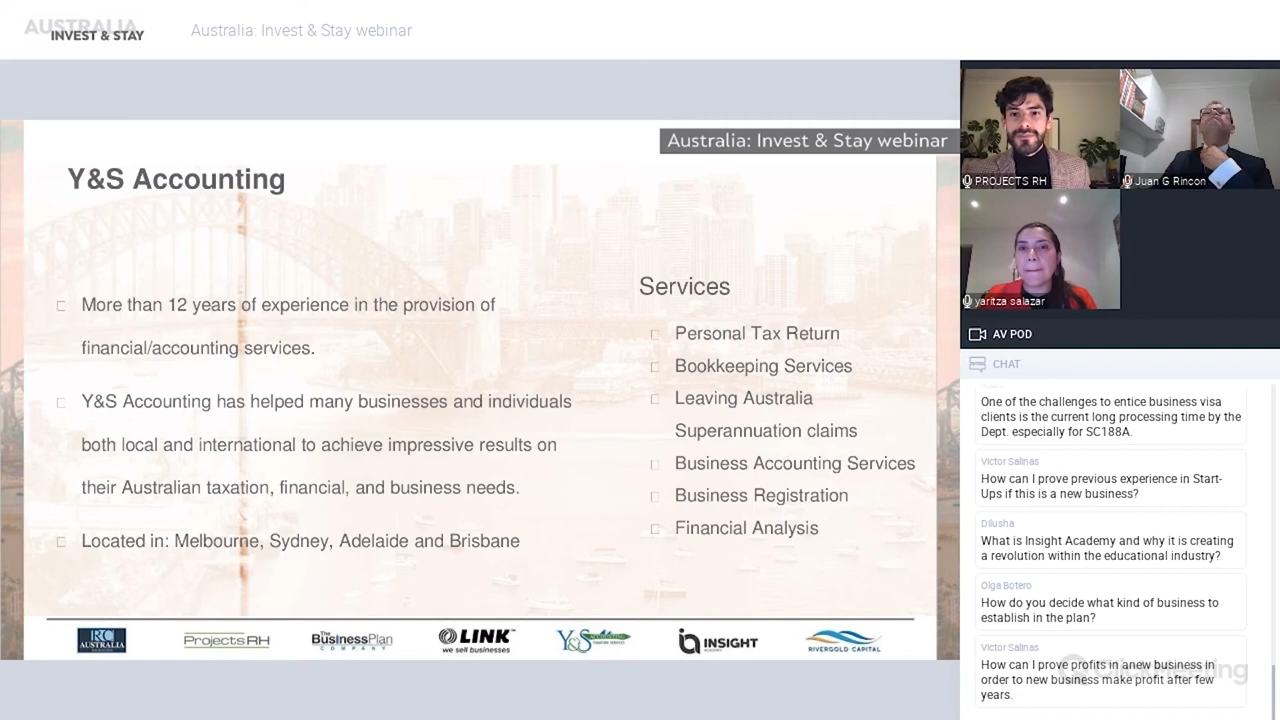 AUSTRALIA
INVEST & STAY
Australia: Invest & Stay webinar
Australia: Invest & Stay webinar
Y&S Accounting
More than 12 years of experience in the provision of
financial/accounting services.
Y&S Accounting has helped many businesses and individuals
both local and international to achieve impressive results on
their Australian taxation, financial, and business needs.
Located in: Melbourne, Sydney, Adelaide and Brisbane
Services
Personal Tax Return
Bookkeeping Services
Leaving Australia
Superannuation claims
Business Accounting Services
Business Registration
Financial Analysis
RC
AUSTRALIA
Projects RH
The
BusinessPlan
COMPANY
LINK
we sell businesses
Y&S
INSIGHT
RIVERGOLD CAPITAL
PROJECTS RH
Juan G Rincon
yaritza salazar
AV POD
CHAT
One of the challenges to entice business visa
clients is the current long processing time by the
Dept. especially for SC188A.
Victor Salinas
How can I prove previous experience in Start-
Ups if this is a new business?
Dilusha
What is Insight Academy and why it is creating
a revolution within the educational industry?
Olga Botero
How do you decide what kind of business to
establish in the plan?
Victor Salinas
How can I prove profits in anew business in
order to new business make profit after few
years.
ClickMeeting